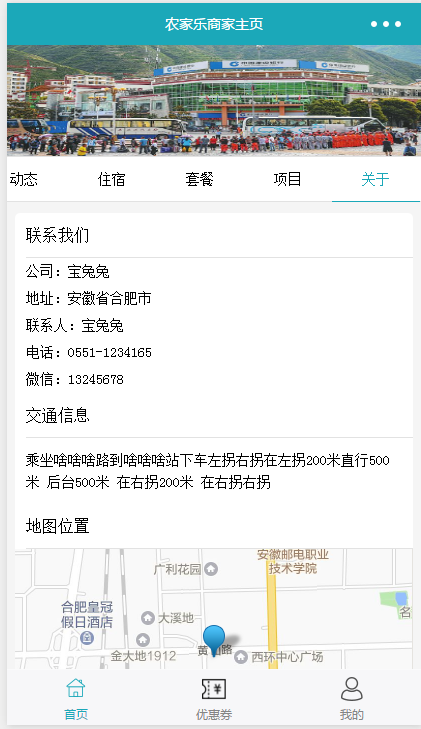 农家乐商家主页
中国建设银行
动态 住宿 套餐 项目 关于
联系我们
公司：宝兔兔
地址：安徽省合肥市
联系人：宝兔兔
电话：0551-1234165
微信：13245678
交通信息
乘坐啥啥啥路到啥啥啥站下车左拐右拐在左拐200米直行500
米 后台500米 在右拐200米 在右拐右拐
地图位置
安徽邮电职业
技术学院
广利花园
合肥皇冠
假日酒店
大溪地
名
黄 路
金大地1912
西环中心广场
首页 优惠券 我的